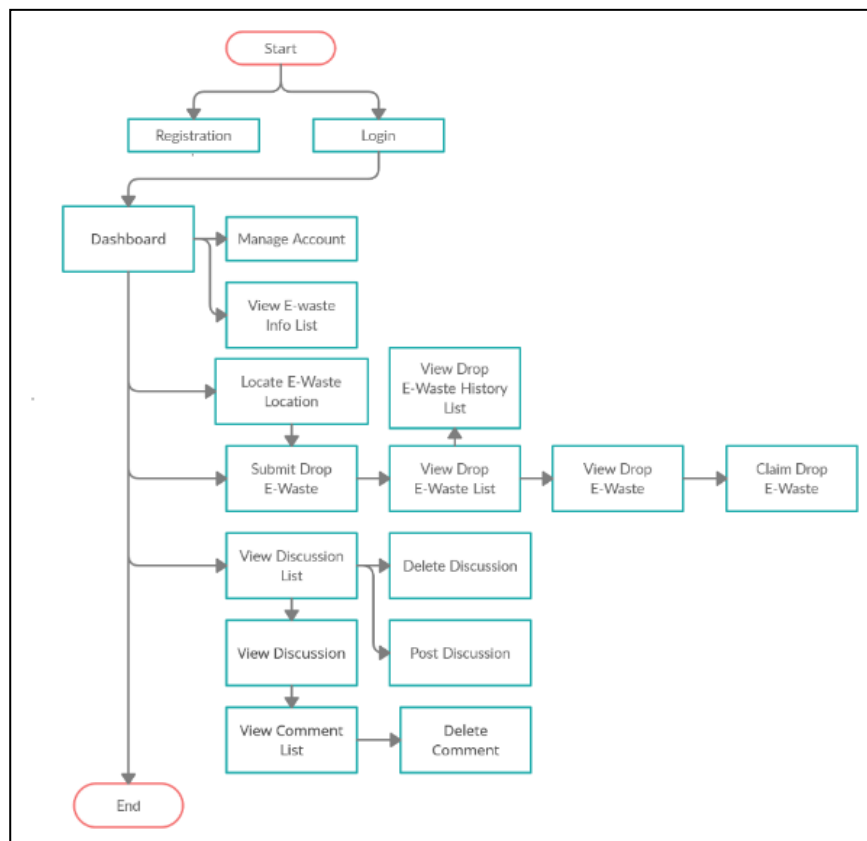 Start
Registration
Login
Dashboard
Manage Account
View E-waste
Info List
Locate E-Waste
Location
View Drop
E-Waste History
List
Submit Drop
E-Waste
View Drop
E-Waste List
View Drop
E-Waste
Claim Drop
E-Waste
View Discussion
List
Delete Discussion
View Discussion
Post Discussion
View Comment
List
Delete
Comment
End